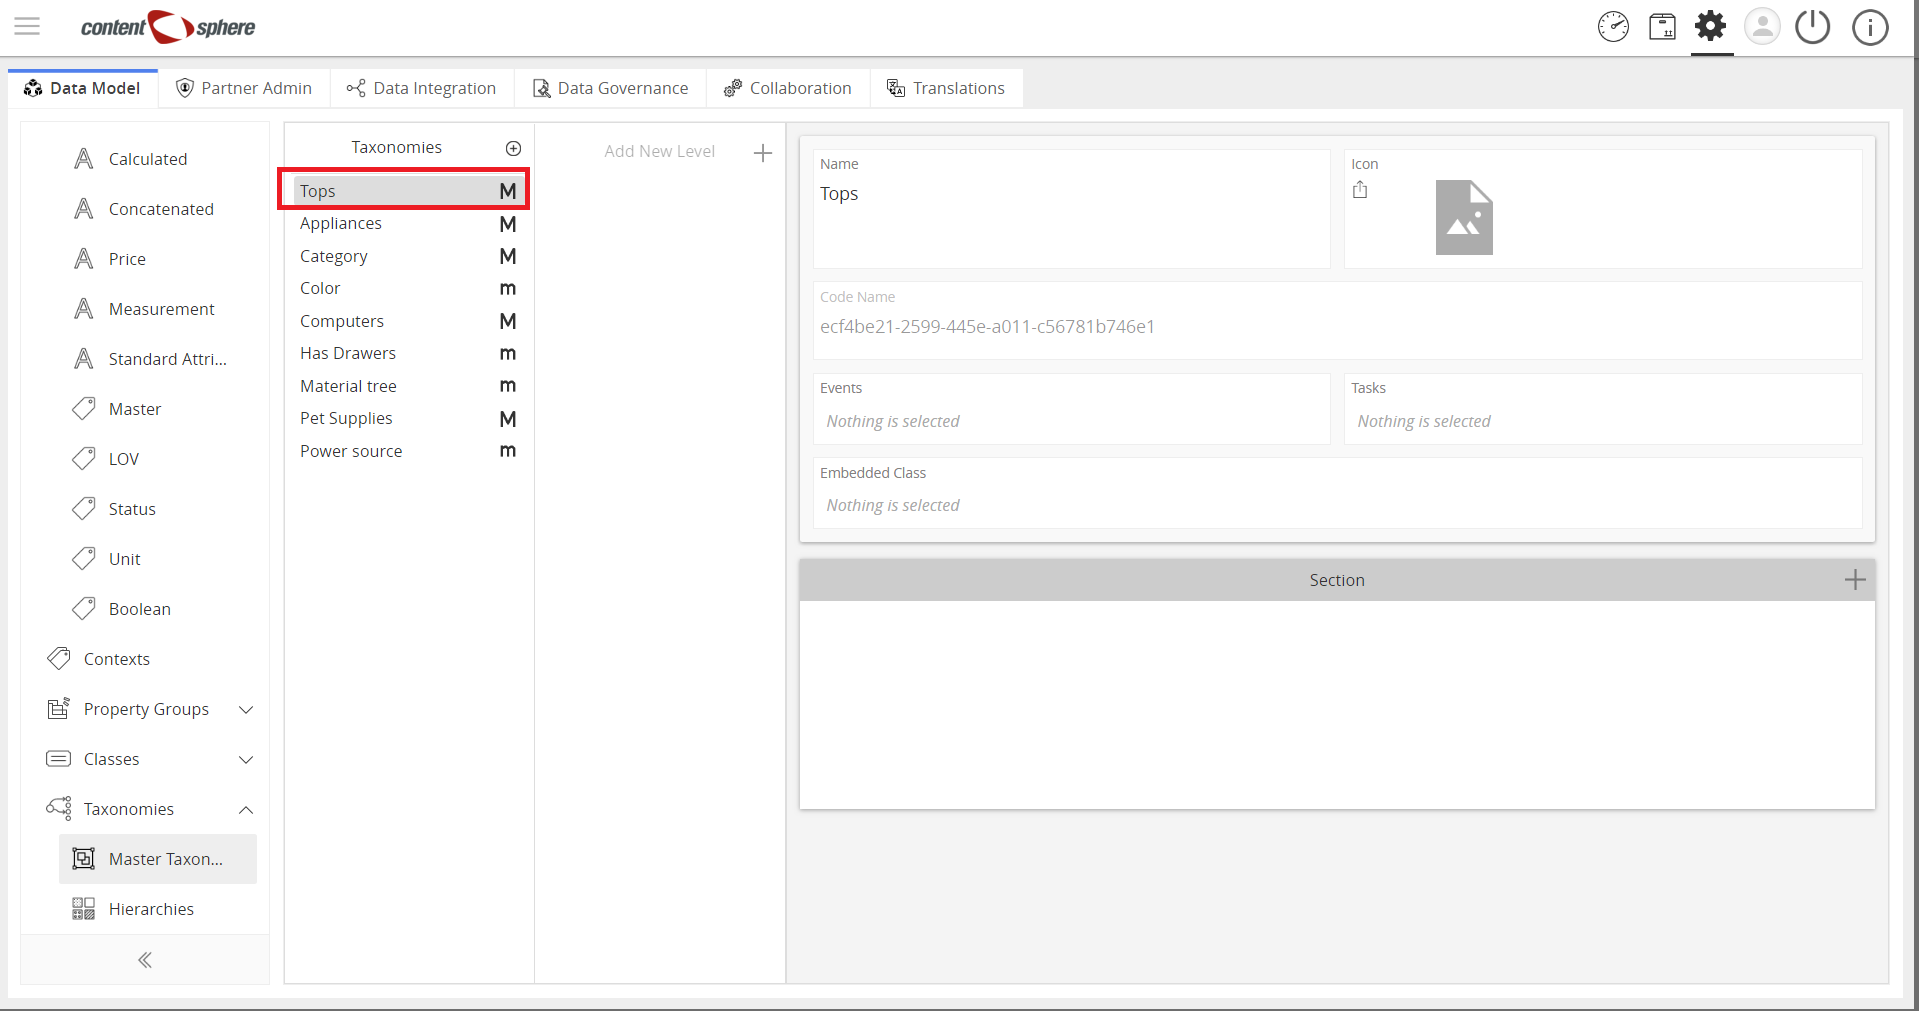 content sphere
Data Model
Partner Admin
Data Integration
Data Governance
Collaboration
Translations
Calculated
Concatenated
Price
Measurement
Standard Attri...
Master
LOV
Status
Unit
Boolean
Contexts
Property Groups
Classes
Taxonomies
Master Taxon...
Hierarchies
Taxonomies
Tops M
Appliances M
Category M
Color m
Computers M
Has Drawers m
Material tree m
Pet Supplies M
Power source m
Add New Level
Name
Tops
Icon
Code Name
ecf4be21-2599-445e-a011-c56781b746e1
Events
Nothing is selected
Tasks
Nothing is selected
Embedded Class
Nothing is selected
Section